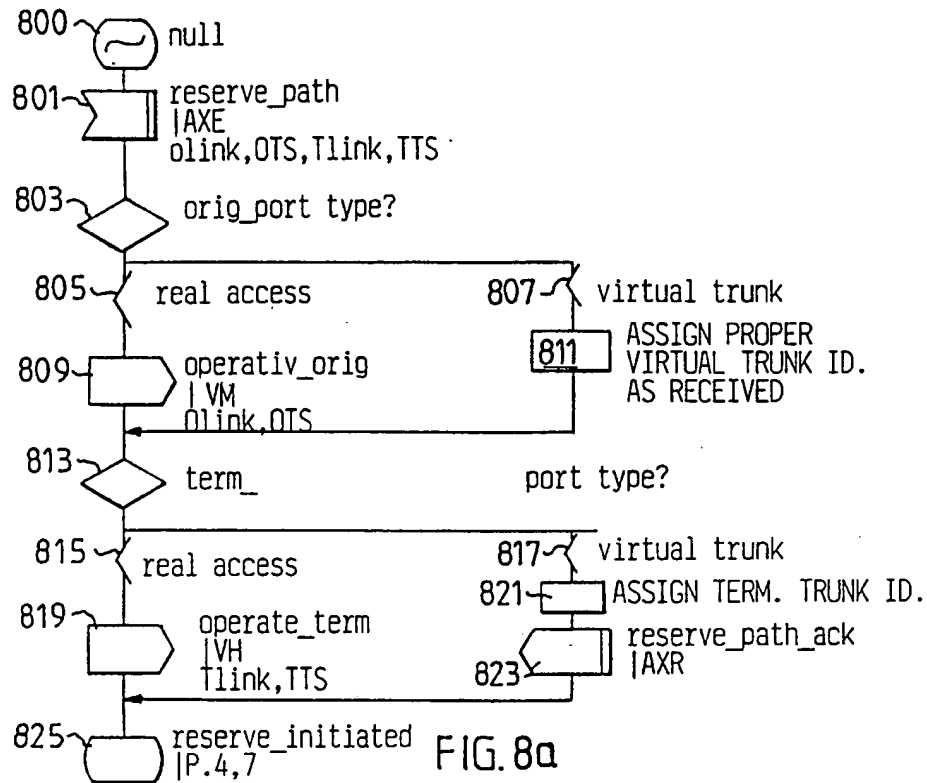 800
null
801
reserve_path
|AXE
olink,OTS,Tlink,TTS
803
orig_port type?
805
real access
807
virtual trunk
809
operativ_orig
|VM
Olink,OTS
811
ASSIGN PROPER
VIRTUAL TRUNK ID.
AS RECEIVED
813
term_ port type?
815
real access
817
virtual trunk
821
ASSIGN TERM. TRUNK ID.
819
operate_term
|VH
Tlink,TTS
823
reserve_path_ack
|AXR
825
reserve_initiated
|P.4,7
FIG. 8a